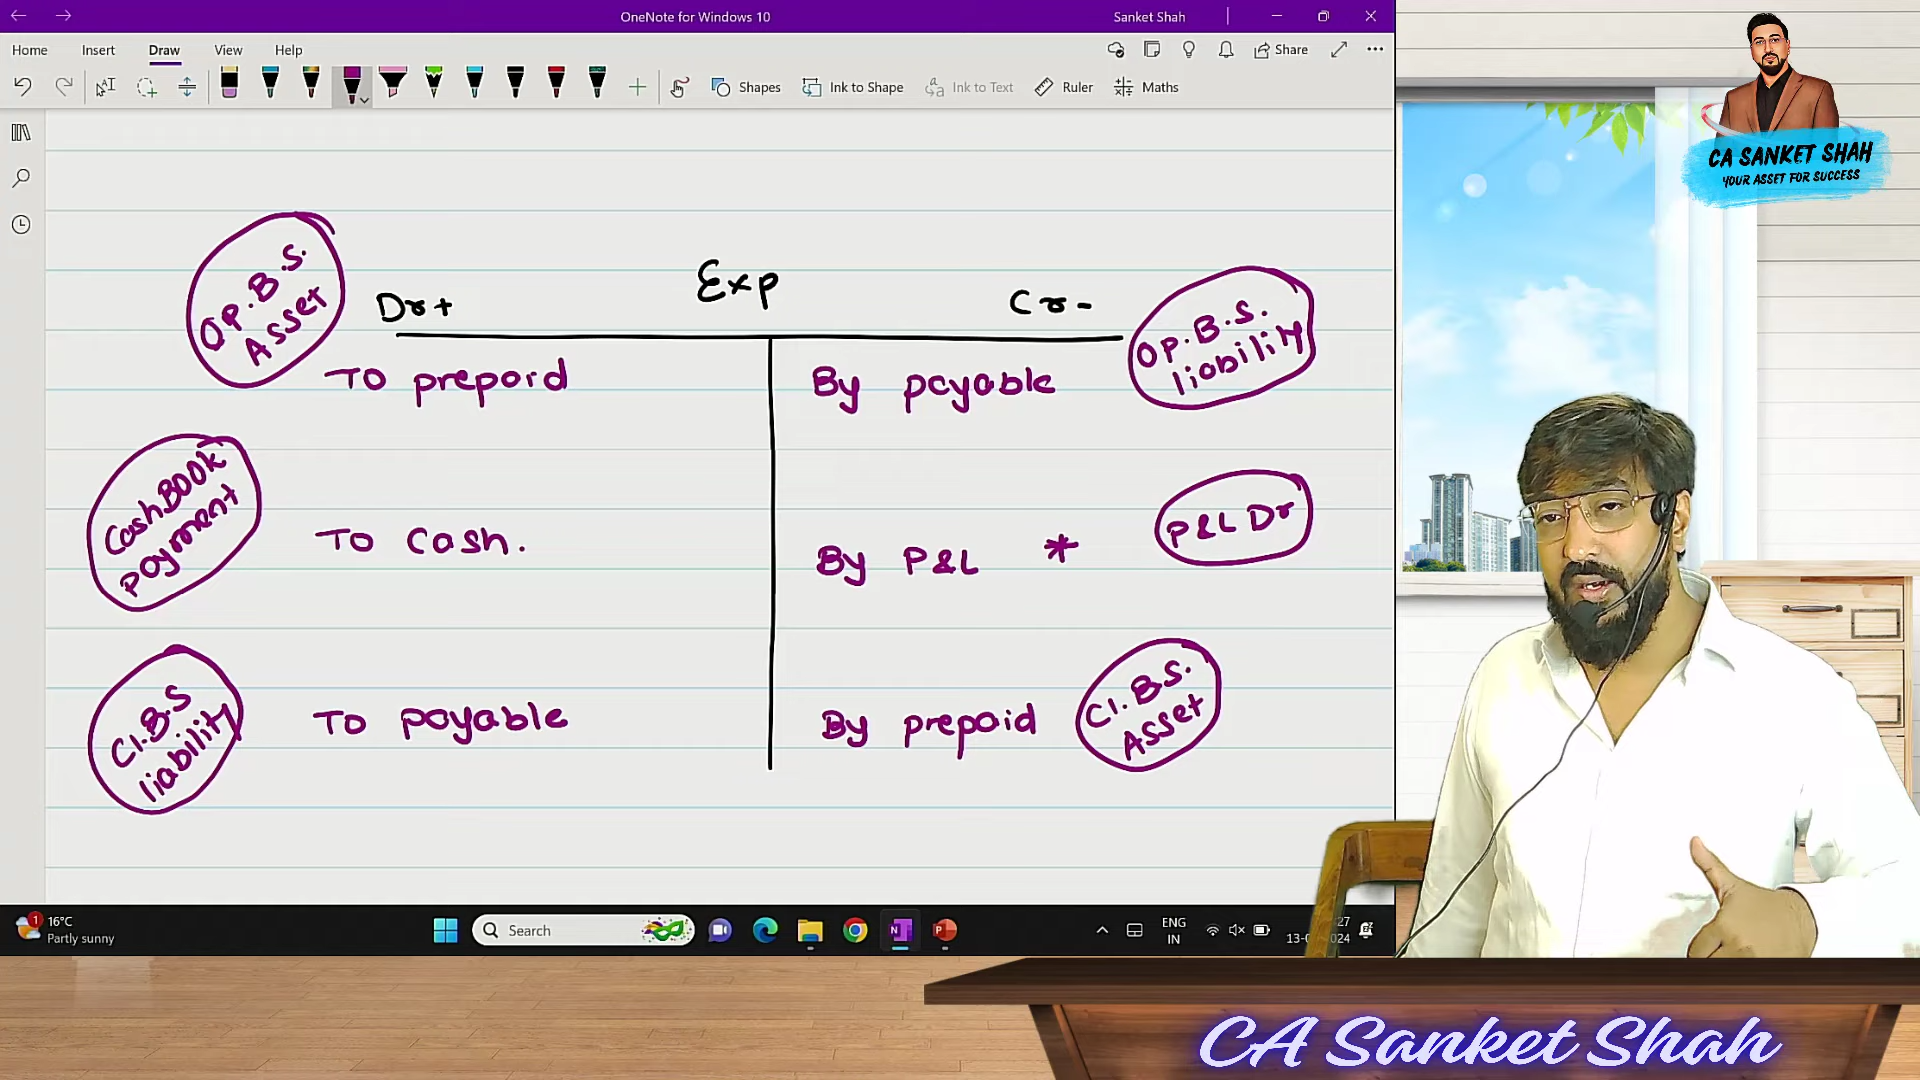 OneNote for Windows 10
Sanket Shah
Home Insert Draw View Help
Share
Shapes Ink to Shape Ink to Text Ruler Maths
CA SANKET SHAH
YOUR ASSET FOR SUCCESS
Exp
Dr+
Cr-
OP.B.S.
Asset
To prepaid
By payable
OP.B.S.
liability
Cash Book
payment
To Cash.
By P&L *
P&L Dr
Cl.B.S
liability
To payable
By prepaid
Cl.B.S.
Asset
1
16°C
Partly sunny
Search
ENG
IN
27
CA Sanket Shah